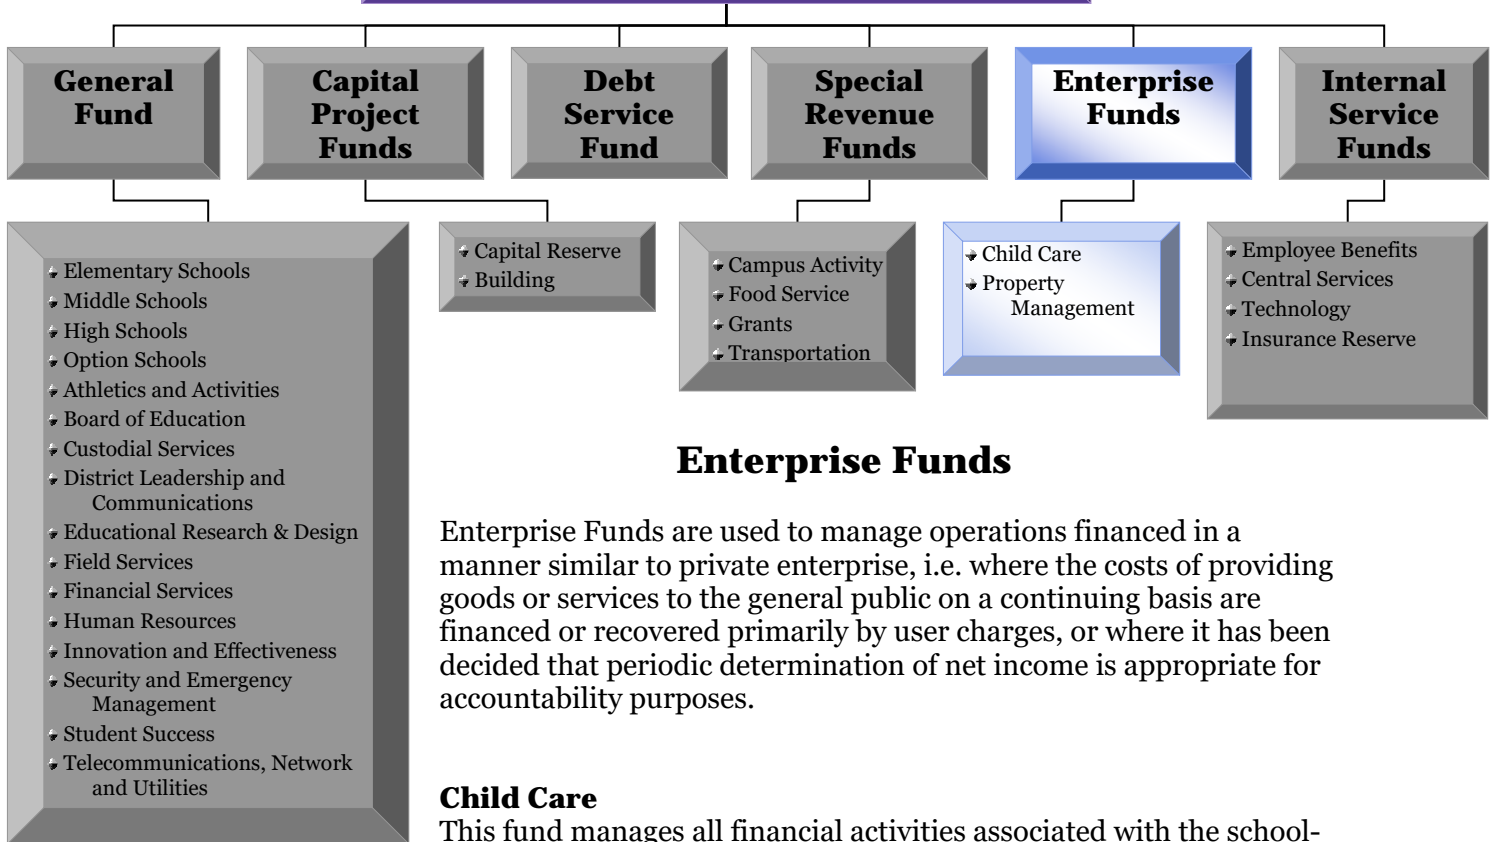 General
Fund
Capital
Project
Funds
Debt
Service
Fund
Special
Revenue
Funds
Enterprise
Funds
Internal
Service
Funds
Elementary Schools
Middle Schools
High Schools
Option Schools
Athletics and Activities
Board of Education
Custodial Services
District Leadership and
Communications
Educational Research & Design
Field Services
Financial Services
Human Resources
Innovation and Effectiveness
Security and Emergency
Management
Student Success
Telecommunications, Network
and Utilities
Capital Reserve
Building
Campus Activity
Food Service
Grants
Transportation
Child Care
Property
Management
Employee Benefits
Central Services
Technology
Insurance Reserve
Enterprise Funds
Enterprise Funds are used to manage operations financed in a
manner similar to private enterprise, i.e. where the costs of providing
goods or services to the general public on a continuing basis are
financed or recovered primarily by user charges, or where it has been
decided that periodic determination of net income is appropriate for
accountability purposes.
Child Care
This fund manages all financial activities associated with the school-